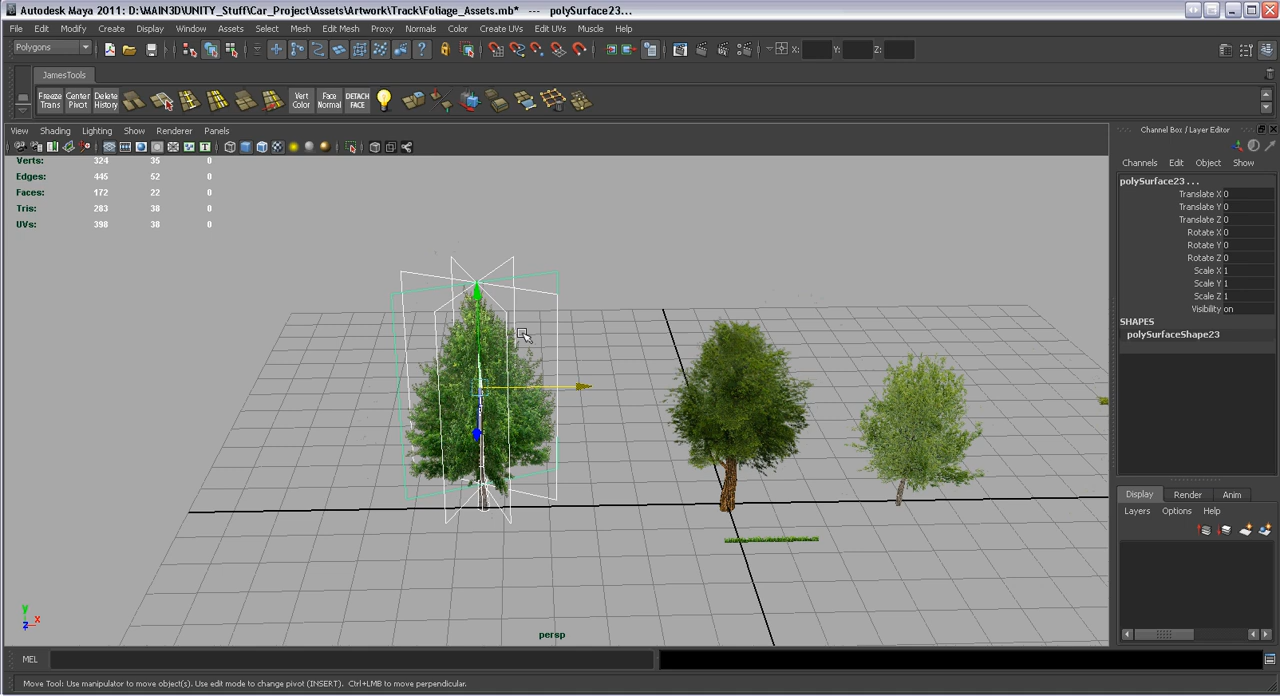 Autodesk Maya 2011: D:\MAIN3D\UNITY_Stuff\Car_Project\Assets\Artwork\Track\Foliage_Assets.mb* --- polySurface23...
File Edit Modify Create Display Window Assets Select Mesh Edit Mesh Proxy Normals Color Create UVs Edit UVs Muscle Help
Polygons X: Y: Z:
JamesTools
Freeze Trans Center Pivot Delete History Vert Color Face Normal DETACH FACE
View Shading Lighting Show Renderer Panels
Verts: 324 35 0
Edges: 445 52 0
Faces: 172 22 0
Tris: 283 38 0
UVs: 398 38 0
y
z x
persp
Channel Box / Layer Editor
Channels Edit Object Show
polySurface23...
Translate X 0
Translate Y 0
Translate Z 0
Rotate X 0
Rotate Y 0
Rotate Z 0
Scale X 1
Scale Y 1
Scale Z 1
Visibility on
SHAPES
polySurfaceShape23
Display Render Anim
Layers Options Help
MEL
Move Tool: Use manipulator to move object(s). Use edit mode to change pivot (INSERT). Ctrl+LMB to move perpendicular.